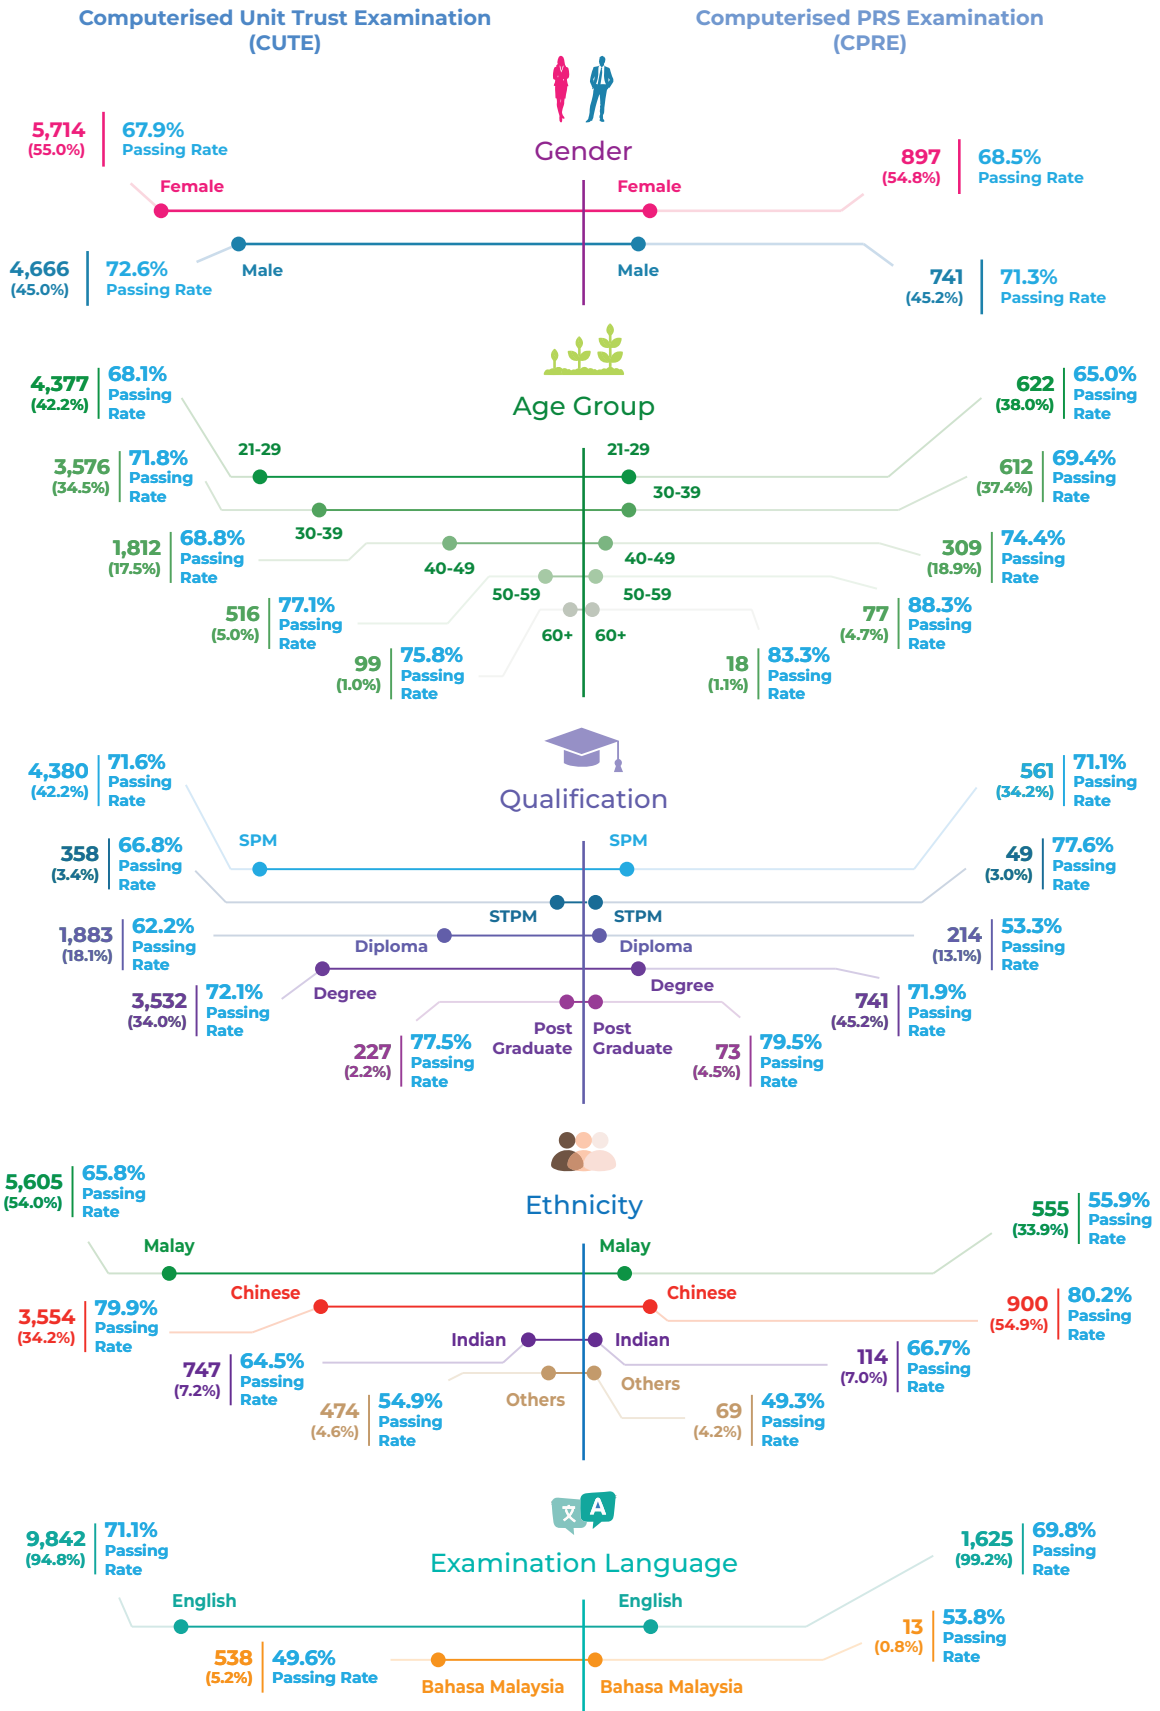 Computerised Unit Trust Examination
(CUTE)
Computerised PRS Examination
(CPRE)
Gender
5,714
(55.0%)
67.9%
Passing Rate
Female
Female
897
(54.8%)
68.5%
Passing Rate
4,666
(45.0%)
72.6%
Passing Rate
Male
Male
741
(45.2%)
71.3%
Passing Rate
Age Group
4,377
(42.2%)
68.1%
Passing
Rate
21-29
21-29
622
(38.0%)
65.0%
Passing
Rate
3,576
(34.5%)
71.8%
Passing
Rate
30-39
30-39
612
(37.4%)
69.4%
Passing
Rate
1,812
(17.5%)
68.8%
Passing
Rate
40-49
40-49
309
(18.9%)
74.4%
Passing
Rate
516
(5.0%)
77.1%
Passing
Rate
50-59
50-59
77
(4.7%)
88.3%
Passing
Rate
99
(1.0%)
75.8%
Passing
Rate
60+
60+
18
(1.1%)
83.3%
Passing
Rate
Qualification
4,380
(42.2%)
71.6%
Passing
Rate
SPM
SPM
561
(34.2%)
71.1%
Passing
Rate
358
(3.4%)
66.8%
Passing
Rate
STPM
STPM
49
(3.0%)
77.6%
Passing
Rate
1,883
(18.1%)
62.2%
Passing
Rate
Diploma
Diploma
214
(13.1%)
53.3%
Passing
Rate
3,532
(34.0%)
72.1%
Passing
Rate
Degree
Degree
741
(45.2%)
71.9%
Passing
Rate
227
(2.2%)
77.5%
Passing
Rate
Post
Graduate
Post
Graduate
73
(4.5%)
79.5%
Passing
Rate
Ethnicity
5,605
(54.0%)
65.8%
Passing
Rate
Malay
Malay
555
(33.9%)
55.9%
Passing
Rate
3,554
(34.2%)
79.9%
Passing
Rate
Chinese
Chinese
900
(54.9%)
80.2%
Passing
Rate
747
(7.2%)
64.5%
Passing
Rate
Indian
Indian
114
(7.0%)
66.7%
Passing
Rate
474
(4.6%)
54.9%
Passing
Rate
Others
Others
69
(4.2%)
49.3%
Passing
Rate
文 A
Examination Language
9,842
(94.8%)
71.1%
Passing
Rate
English
English
1,625
(99.2%)
69.8%
Passing
Rate
538
(5.2%)
49.6%
Passing Rate
Bahasa Malaysia
Bahasa Malaysia
13
(0.8%)
53.8%
Passing
Rate